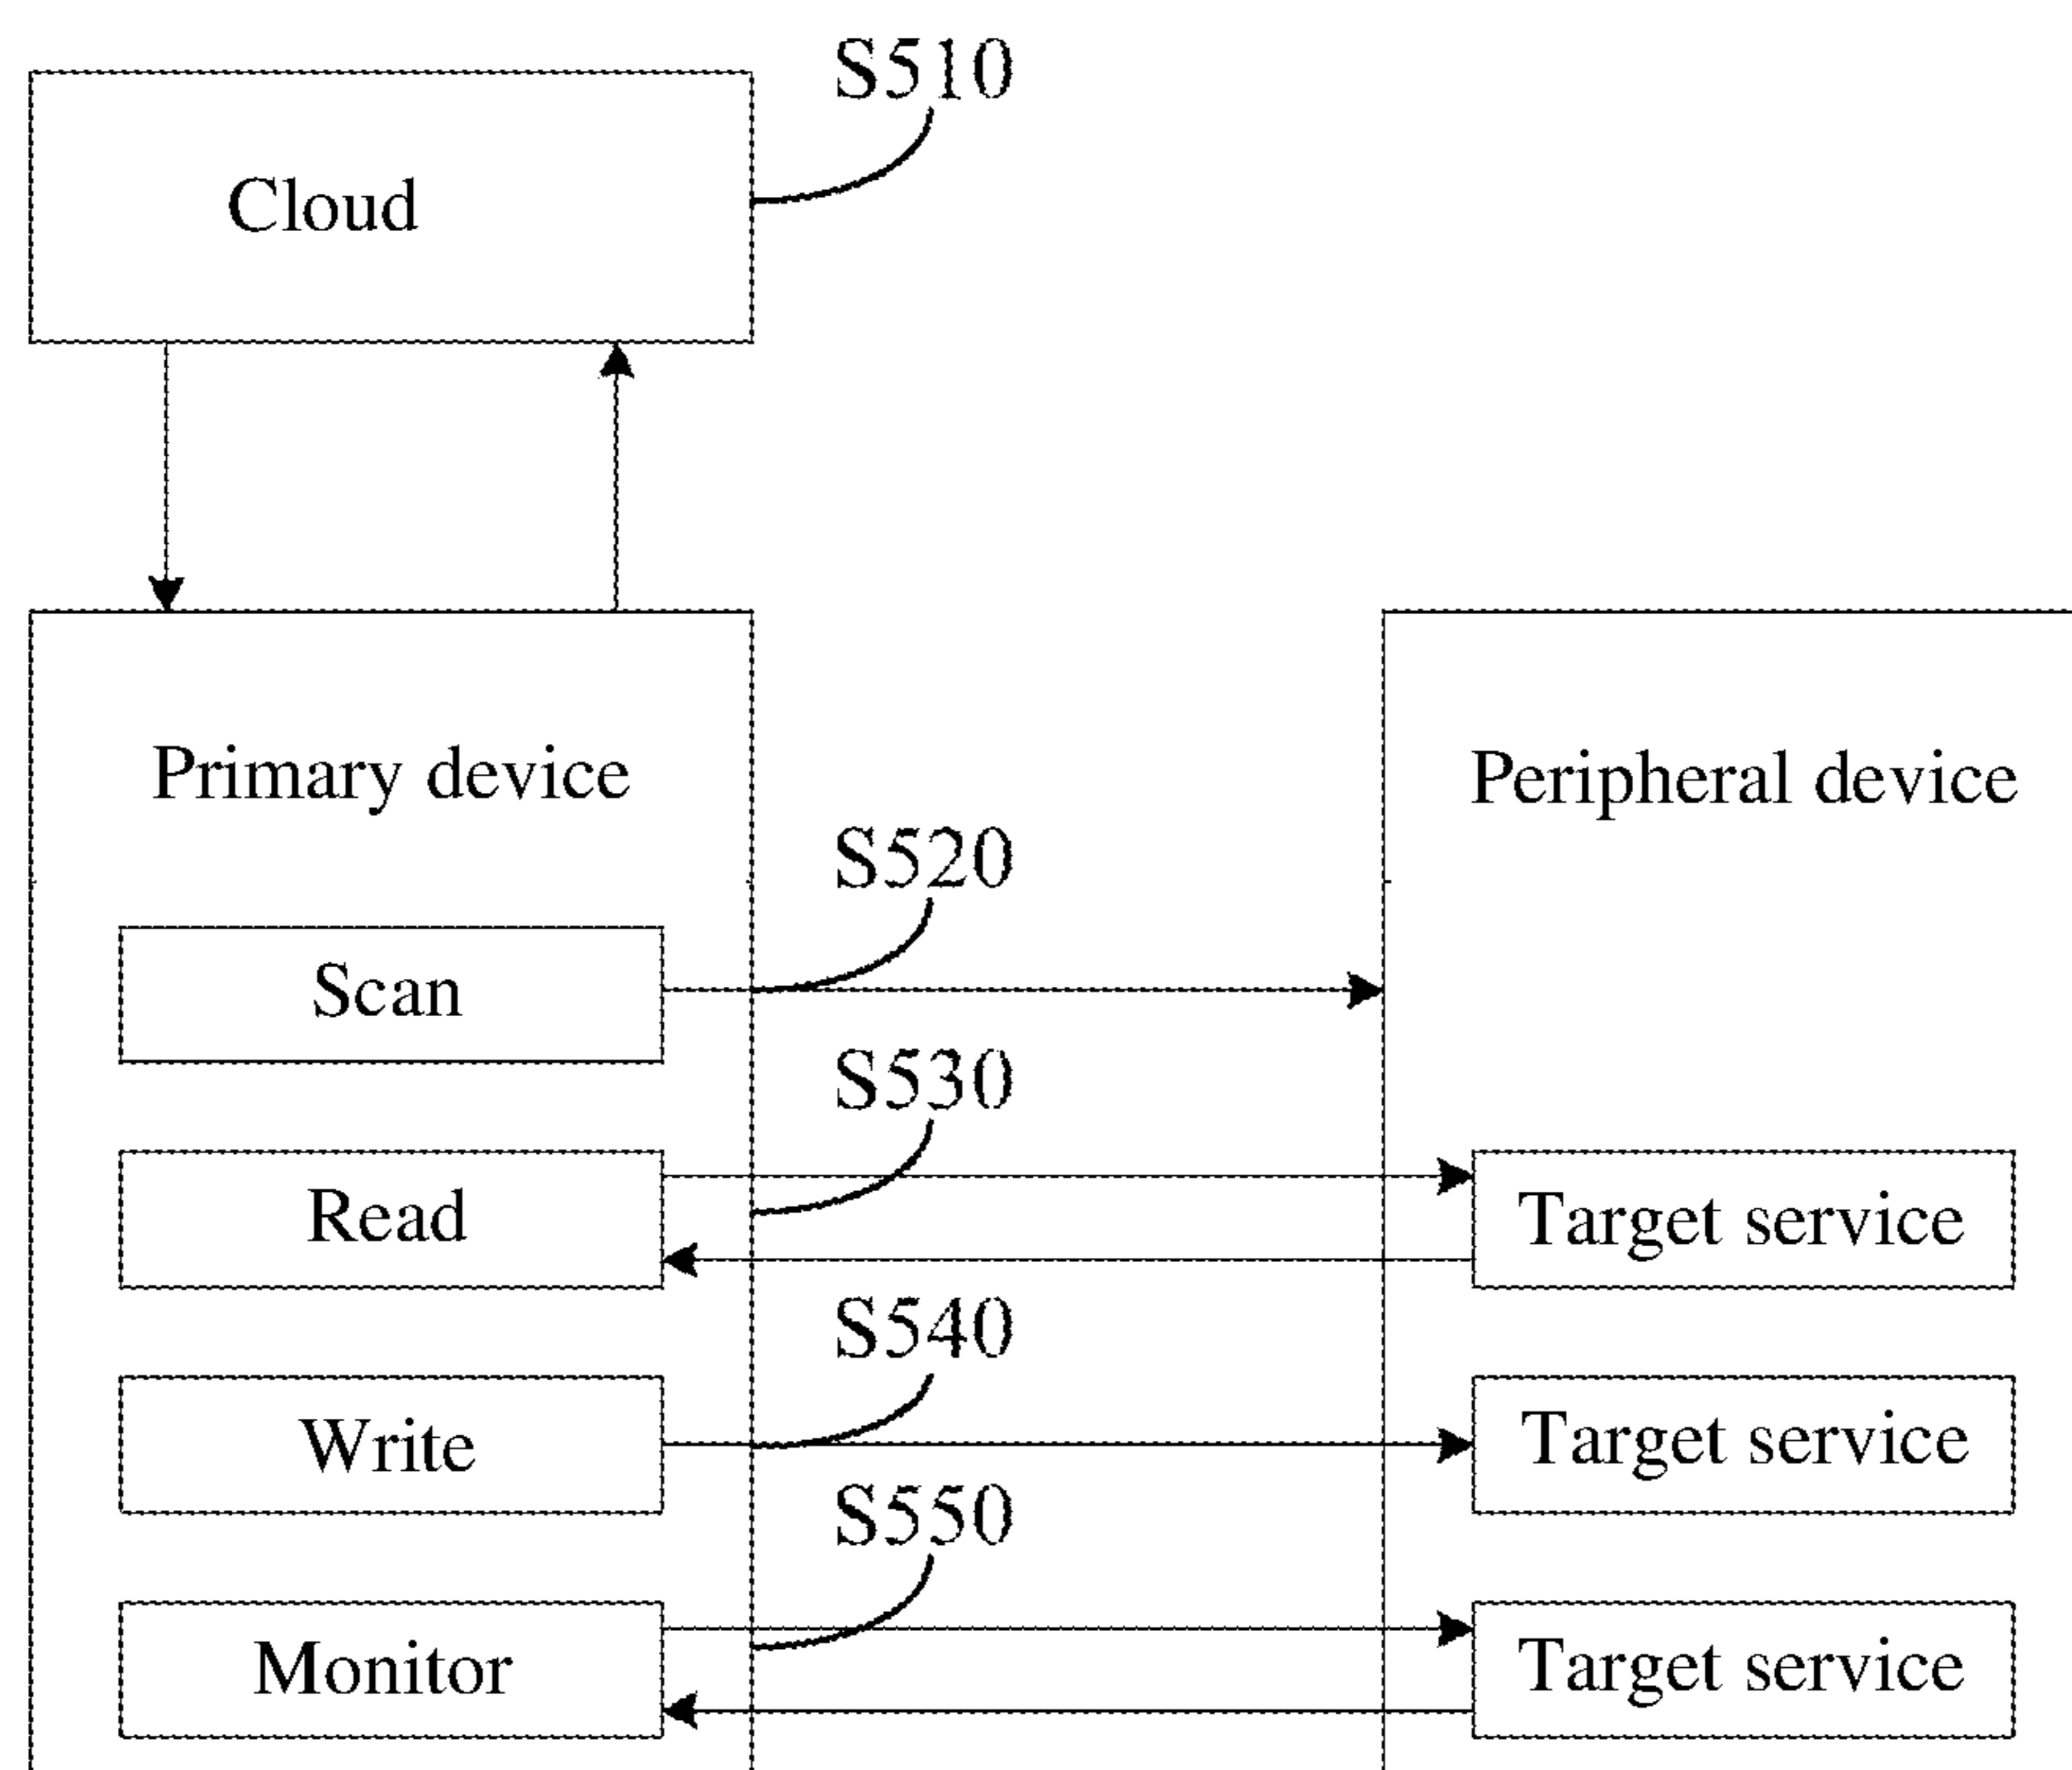 S510
Cloud
Primary device
Peripheral device
S520
Scan
S530
Read
Target service
S540
Write
Target service
S550
Monitor
Target service